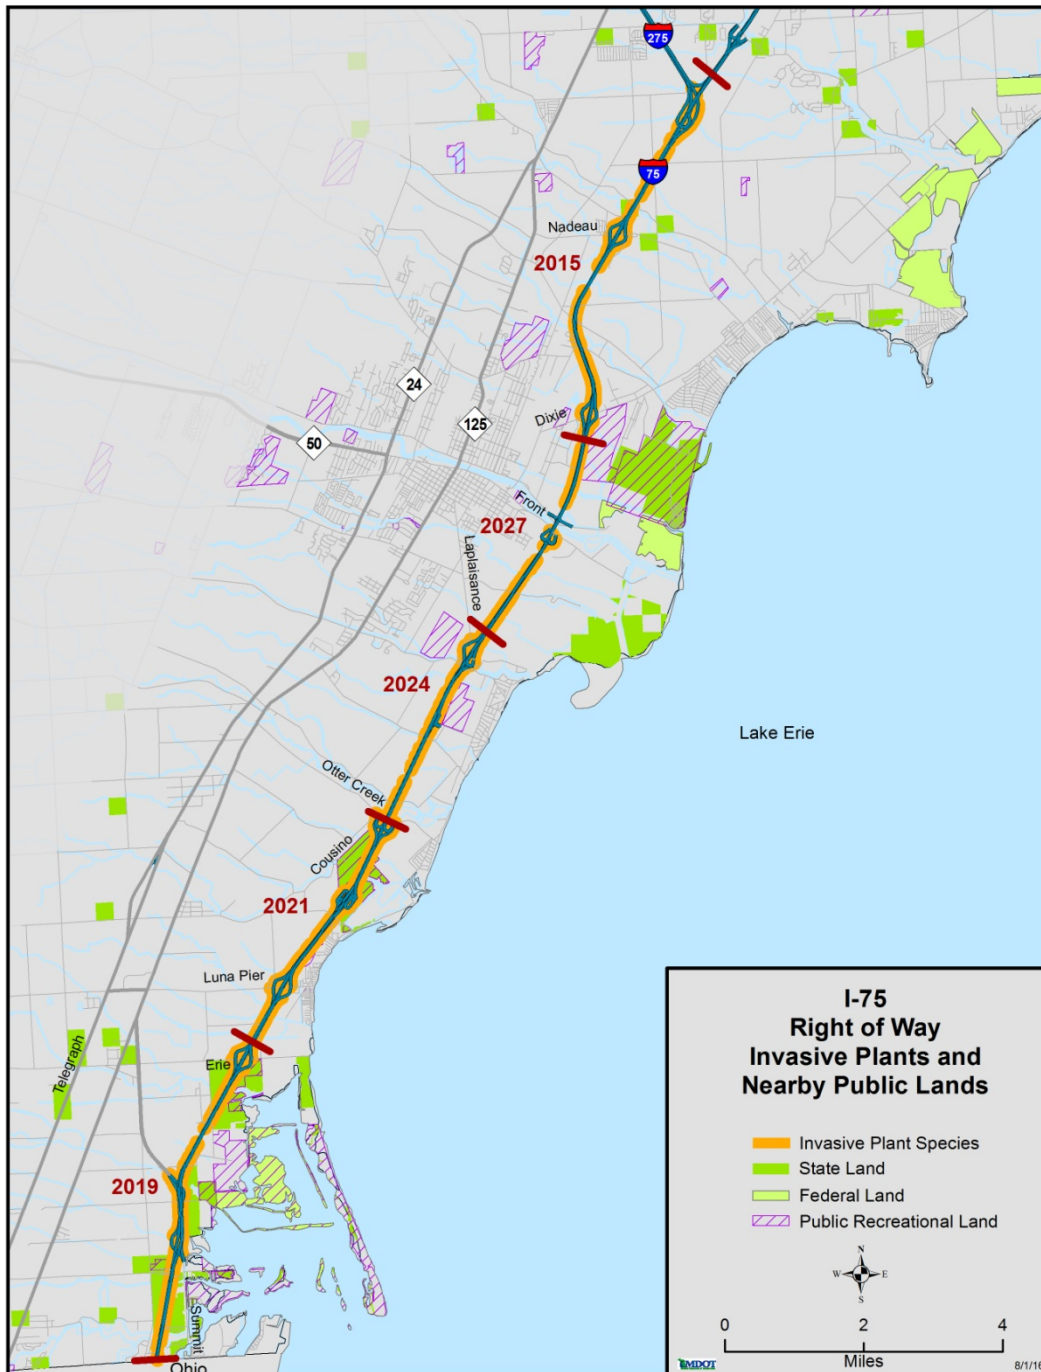 275
75
Nadeau
2015
24
Dixie
125
50
Front
2027
Laplaisance
2024
Lake Erie
Otter Creek
Cousino
2021
Luna Pier
Telegraph
Erie
2019
Summit
Ohio
I-75
Right of Way
Invasive Plants and
Nearby Public Lands
Invasive Plant Species
State Land
Federal Land
Public Recreational Land
N
W E
S
0 2 4
Miles
MDOT
8/1/16